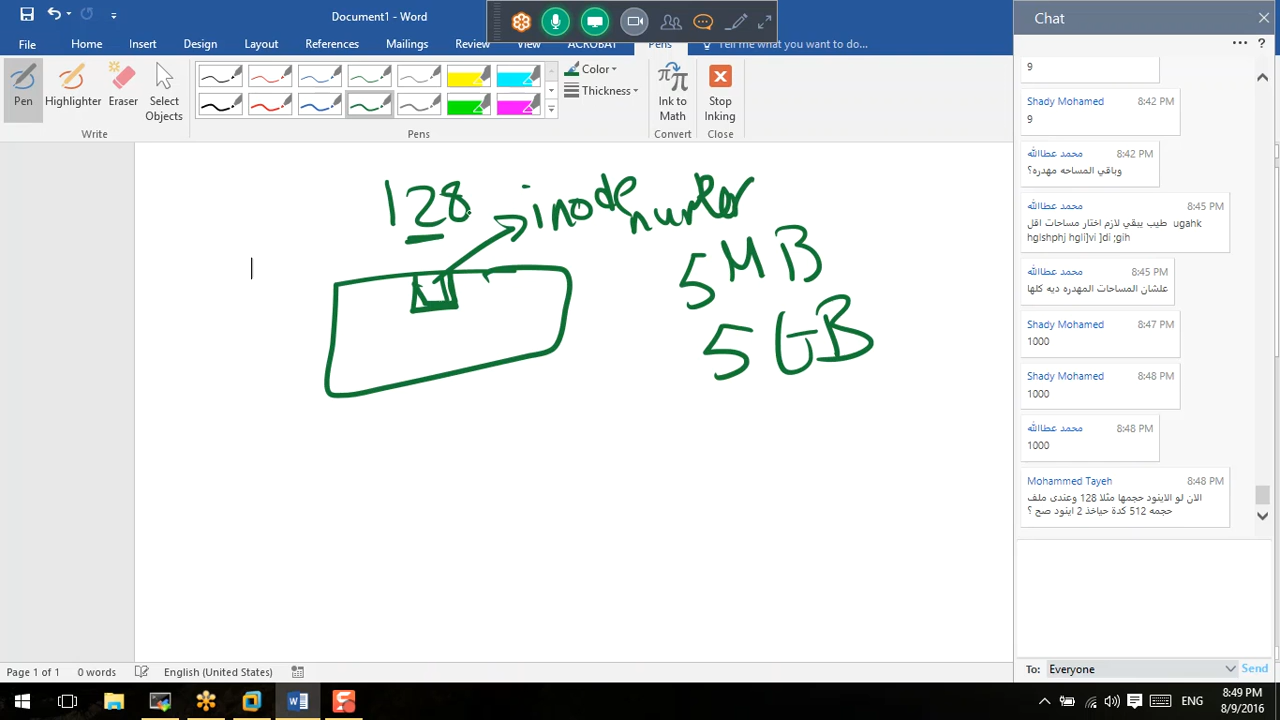 Document1 - Word
File
Home
Insert
Design
Layout
References
Mailings
Review
View
ACROBAT
Pens
Tell me what you want to do...
Pen
Highlighter
Eraser
Select Objects
Color
Thickness
Ink to Math
Stop Inking
Write
Pens
Convert
Close
128
inode number
5 MB
5 GB
Page 1 of 1
0 words
English (United States)
Chat
9
Shady Mohamed 8:42 PM
9
محمد عطاالله 8:42 PM
وباقي المساحه مهدره؟
محمد عطاالله 8:45 PM
طيب يبقي لازم اختار مساحات اقل ugahk
hglshphj hgli]vi ]di ;gih
محمد عطاالله 8:45 PM
علشان المساحات المهدره ديه كلها
Shady Mohamed 8:47 PM
1000
Shady Mohamed 8:48 PM
1000
محمد عطاالله 8:48 PM
1000
Mohammed Tayeh 8:48 PM
الان لو الاينود حجمها مثلا 128 وعندى ملف
حجمه 512 كدة حياخذ 2 اينود صح ؟
To: Everyone
Send
ENG
8:49 PM
8/9/2016